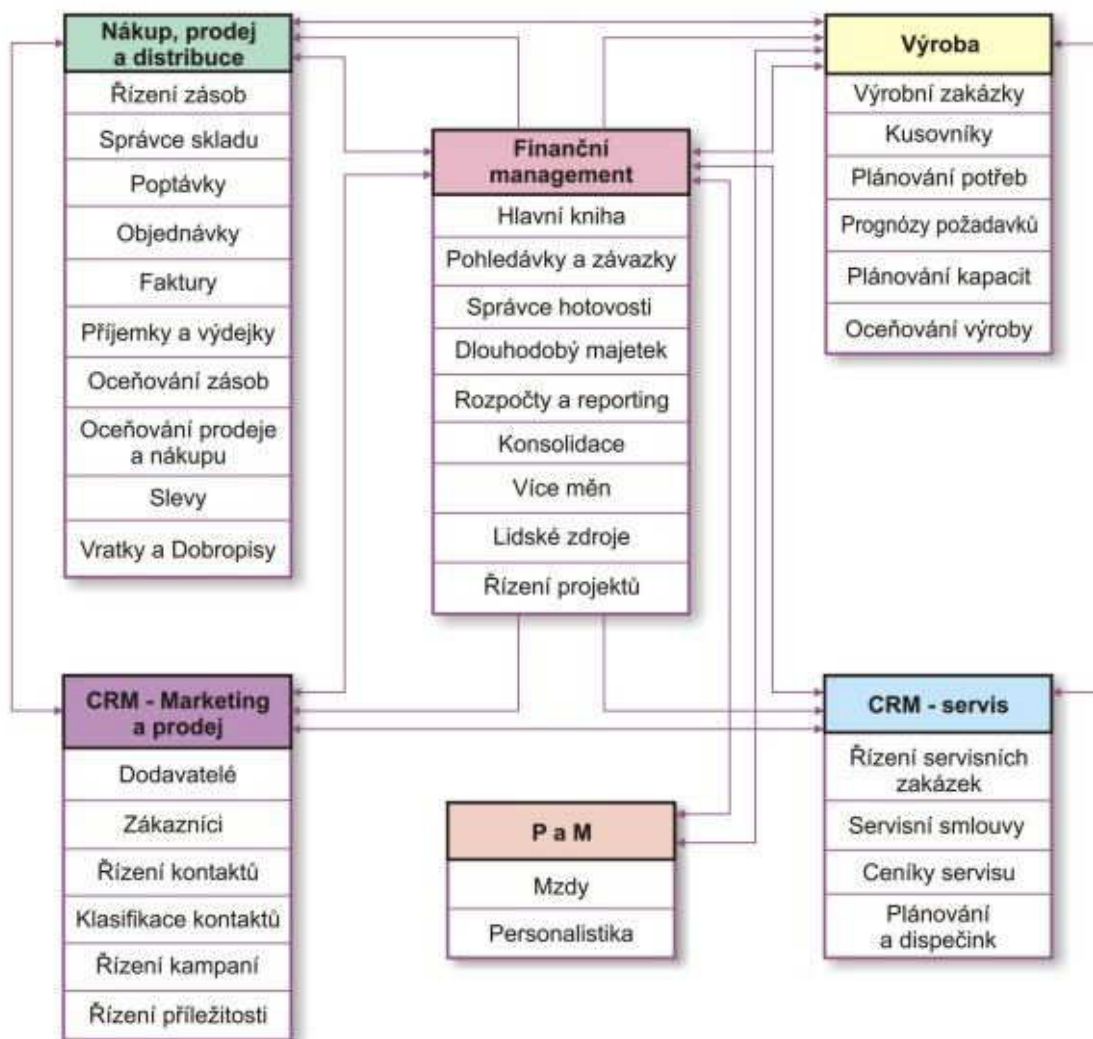 Nákup, prodej
a distribuce
Řízení zásob
Správce skladu
Poptávky
Objednávky
Faktury
Příjemky a výdejky
Oceňování zásob
Oceňování prodeje
a nákupu
Slevy
Vratky a Dobropisy
Finanční
management
Hlavní kniha
Pohledávky a závazky
Správce hotovosti
Dlouhodobý majetek
Rozpočty a reporting
Konsolidace
Více měn
Lidské zdroje
Řízení projektů
Výroba
Výrobní zakázky
Kusovníky
Plánování potřeb
Prognózy požadavků
Plánování kapacit
Oceňování výroby
CRM - Marketing
a prodej
Dodavatelé
Zákazníci
Řízení kontaktů
Klasifikace kontaktů
Řízení kampaní
Řízení příležitosti
P a M
Mzdy
Personalistika
CRM - servis
Řízení servisních
zakázek
Servisní smlouvy
Ceníky servisu
Plánování
a dispečink